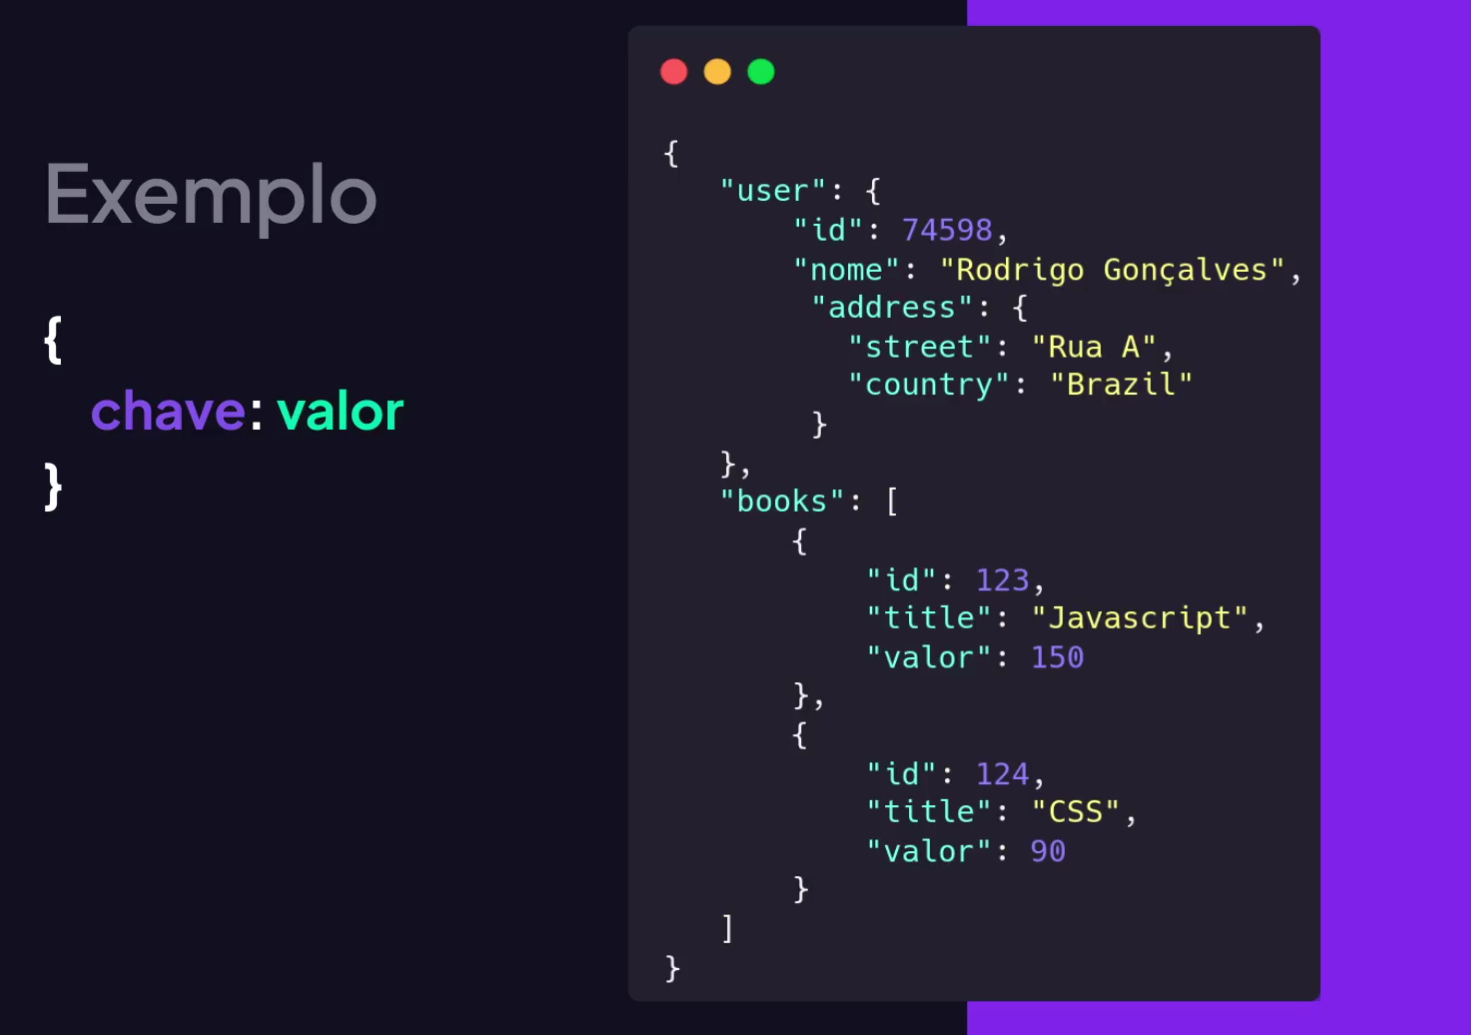 Exemplo
{
chave: valor
}
{
"user": {
"id": 74598,
"nome": "Rodrigo Gonçalves",
"address": {
"street": "Rua A",
"country": "Brazil"
}
},
"books": [
{
"id": 123,
"title": "Javascript",
"valor": 150
},
{
"id": 124,
"title": "CSS",
"valor": 90
}
]
}